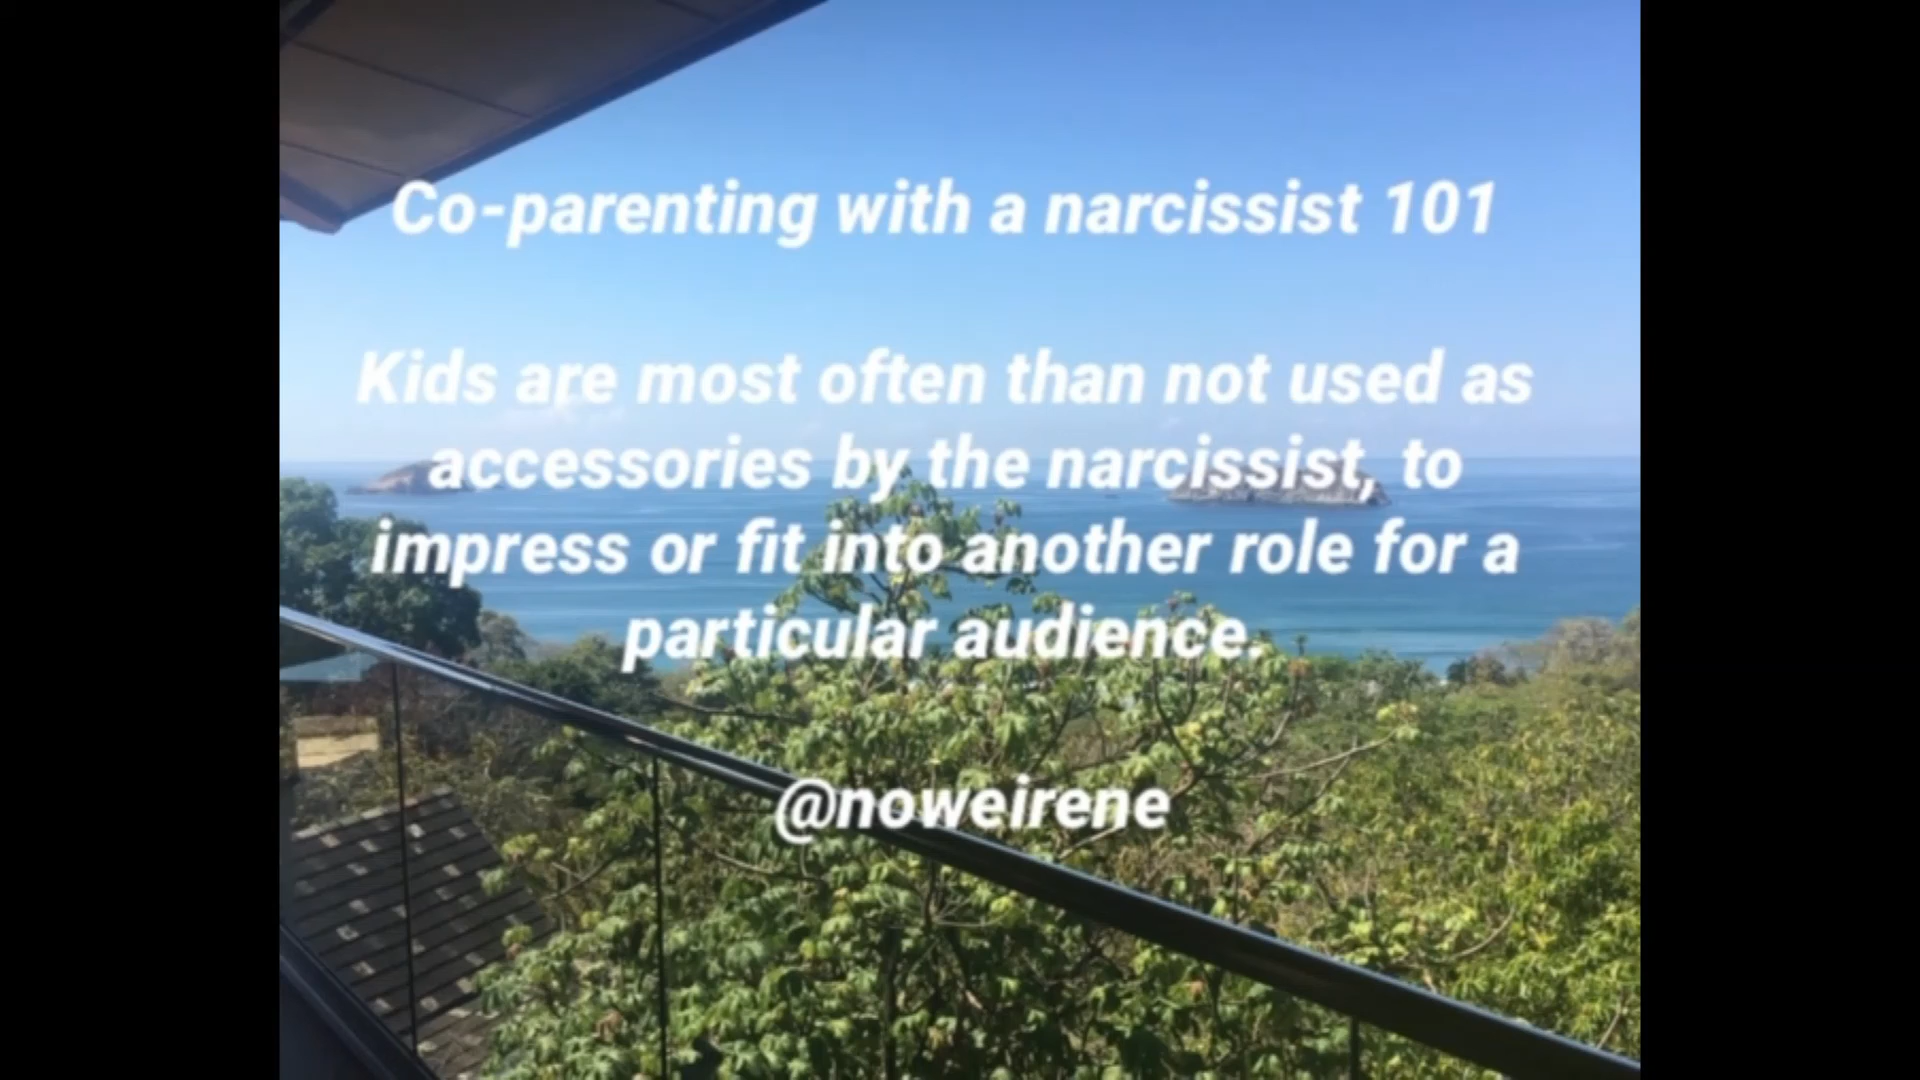 Co-parenting with a narcissist 101
Kids are most often than not used as
accessories by the narcissist, to
impress or fit into another role for a
particular audience.
@noweirene